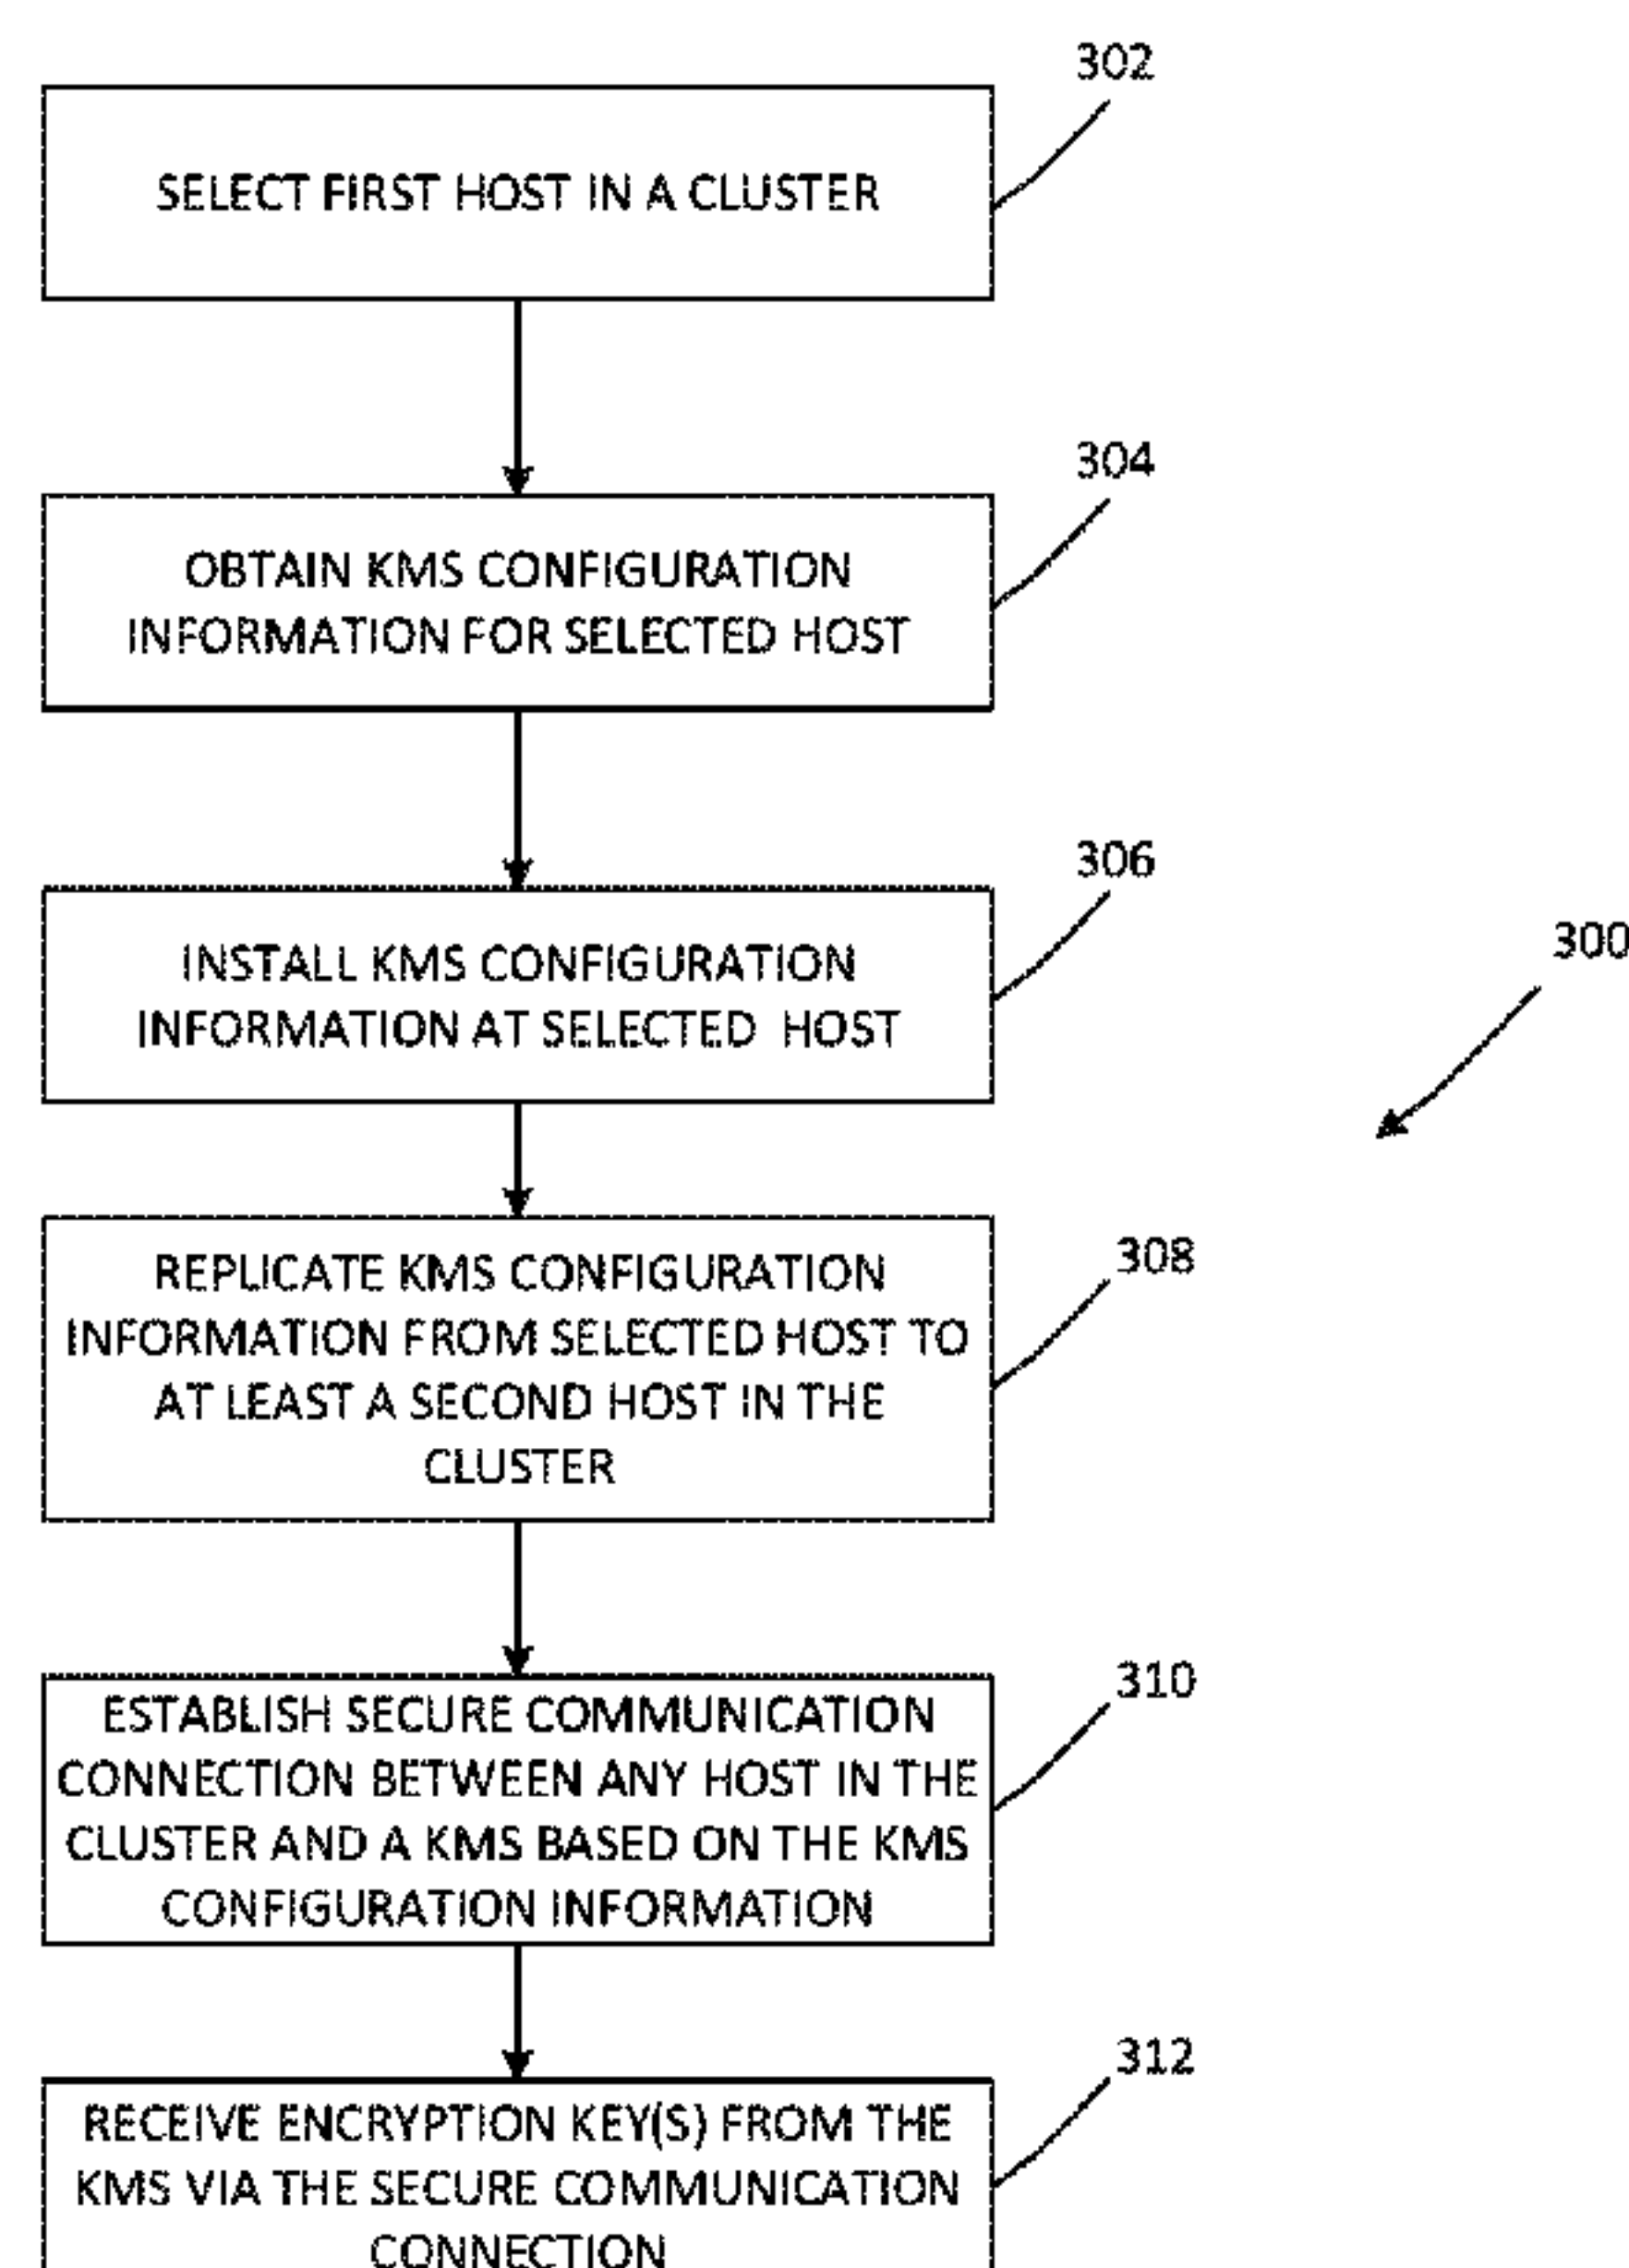 302
SELECT FIRST HOST IN A CLUSTER
304
OBTAIN KMS CONFIGURATION
INFORMATION FOR SELECTED HOST
306
INSTALL KMS CONFIGURATION
INFORMATION AT SELECTED HOST
300
308
REPLICATE KMS CONFIGURATION
INFORMATION FROM SELECTED HOST TO
AT LEAST A SECOND HOST IN THE
CLUSTER
310
ESTABLISH SECURE COMMUNICATION
CONNECTION BETWEEN ANY HOST IN THE
CLUSTER AND A KMS BASED ON THE KMS
CONFIGURATION INFORMATION
312
RECEIVE ENCRYPTION KEY(S) FROM THE
KMS VIA THE SECURE COMMUNICATION
CONNECTION